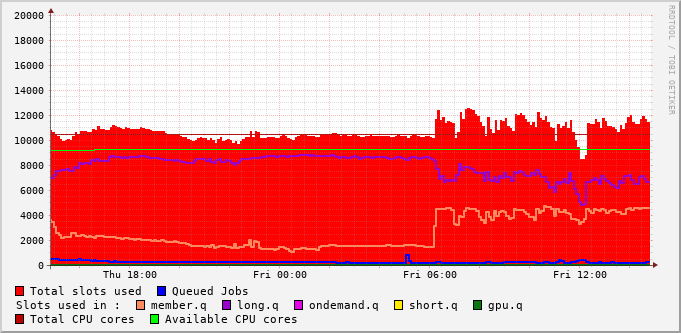 RRDTOOL / TOBI OETIKER
20000
18000
16000
14000
12000
10000
8000
6000
4000
2000
0
Thu 18:00 Fri 00:00 Fri 06:00 Fri 12:00
Total slots used Queued Jobs
Slots used in : member.q long.q ondemand.q short.q gpu.q
Total CPU cores Available CPU cores